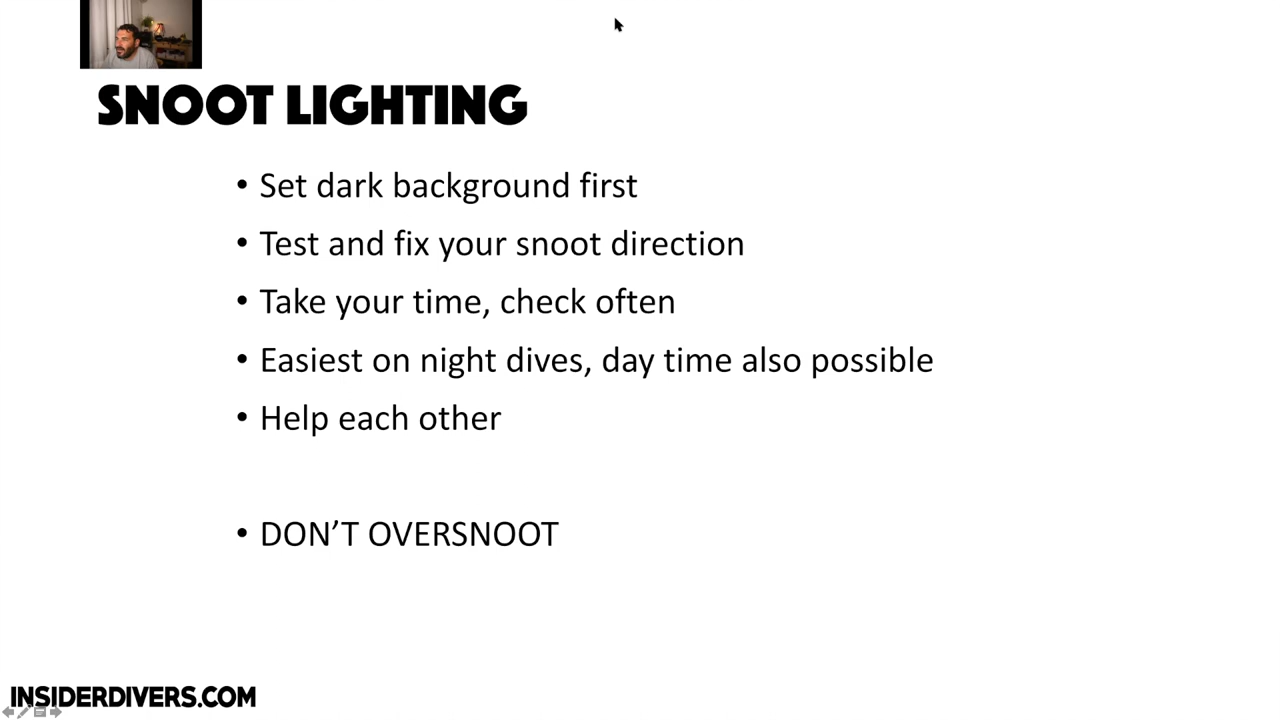 SNOOT LIGHTING
• Set dark background first
• Test and fix your snoot direction
• Take your time, check often
• Easiest on night dives, day time also possible
• Help each other
• DON’T OVERSNOOT
INSIDERDIVERS.COM